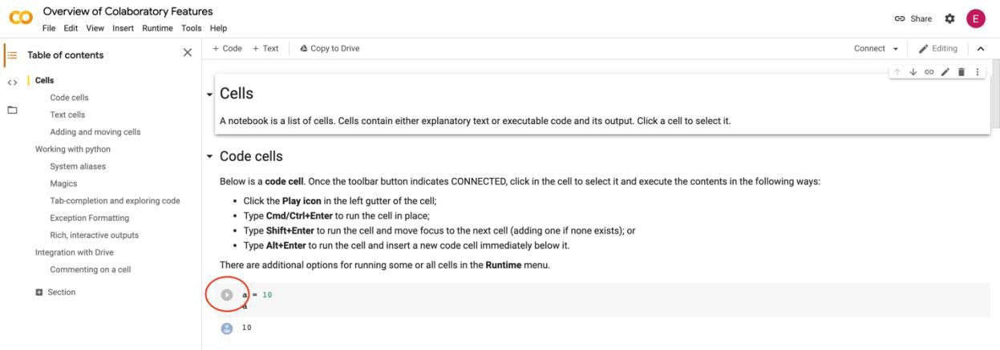 Overview of Colaboratory Features
File Edit View Insert Runtime Tools Help
Share
E
Table of contents
+ Code + Text Copy to Drive
Connect
Editing
Cells
Code cells
Text cells
Adding and moving cells
Working with python
System aliases
Magics
Tab-completion and exploring code
Exception Formatting
Rich, interactive outputs
Integration with Drive
Commenting on a cell
Section
Cells
A notebook is a list of cells. Cells contain either explanatory text or executable code and its output. Click a cell to select it.
Code cells
Below is a code cell. Once the toolbar button indicates CONNECTED, click in the cell to select it and execute the contents in the following ways:
• Click the Play icon in the left gutter of the cell;
• Type Cmd/Ctrl+Enter to run the cell in place;
• Type Shift+Enter to run the cell and move focus to the next cell (adding one if none exists); or
• Type Alt+Enter to run the cell and insert a new code cell immediately below it.
There are additional options for running some or all cells in the Runtime menu.
a = 10
a
10